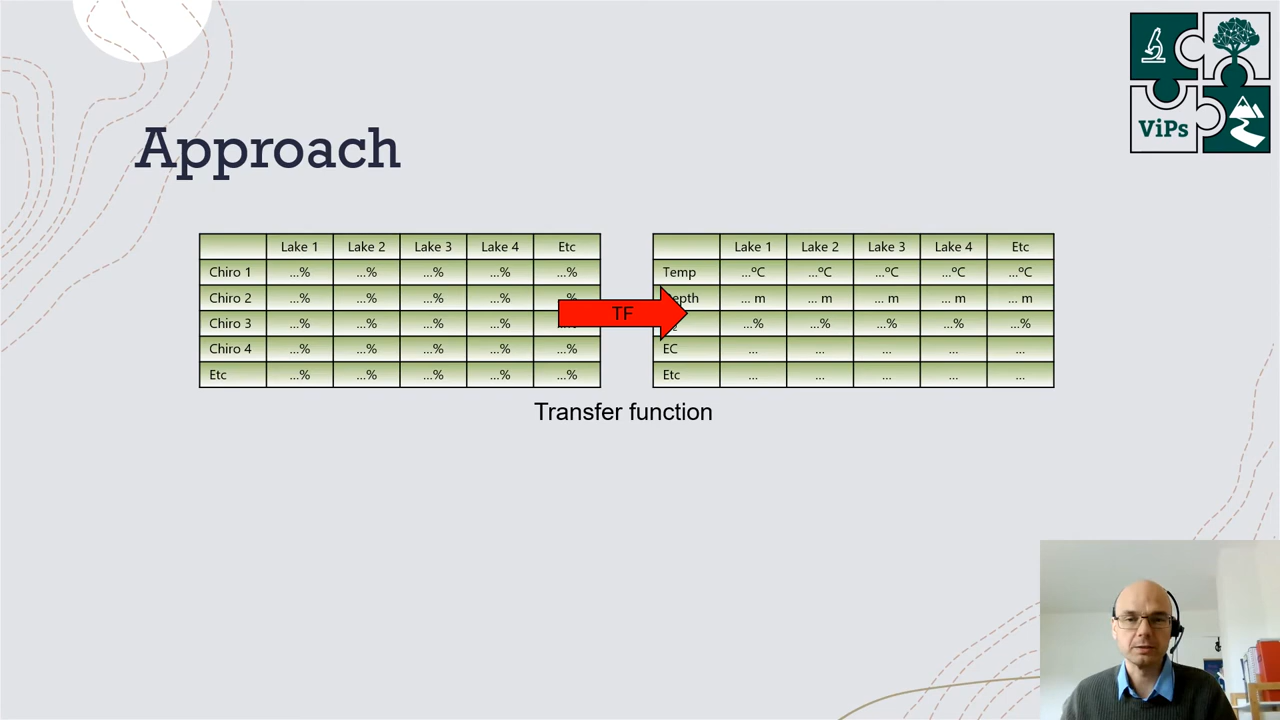 ViPs
Approach
Lake 1 Lake 2 Lake 3 Lake 4 Etc
Chiro 1 ...% ...% ...% ...% ...%
Chiro 2 ...% ...% ...% ...% %
Chiro 3 ...% ...% ...% ...%
Chiro 4 ...% ...% ...% ...% ...%
Etc ...% ...% ...% ...% ...%
TF
Lake 1 Lake 2 Lake 3 Lake 4 Etc
Temp ...ºC ...ºC ...ºC ...ºC ...ºC
epth ... m ... m ... m ... m ... m
...% ...% ...% ...% ...%
EC ... ... ... ... ...
Etc ... ... ... ... ...
Transfer function